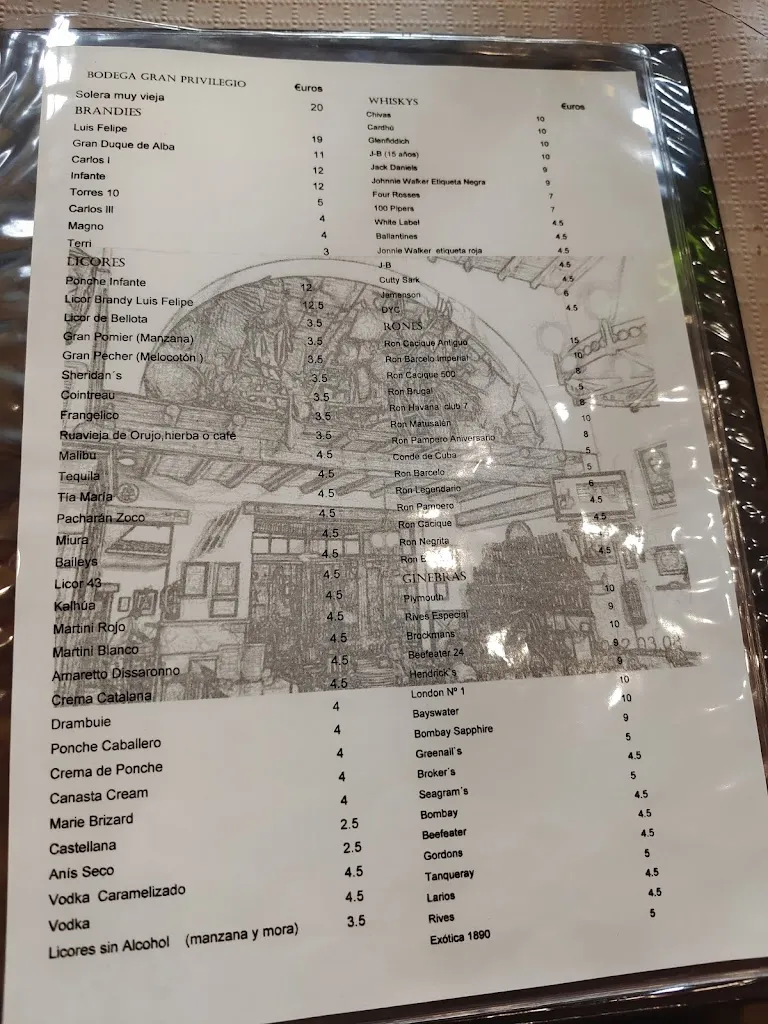 BODEGA GRAN PRIVILEGIO €uros
Solera muy vieja 20
BRANDIES
Luis Felipe 19
Gran Duque de Alba 11
Carlos I 12
Infante 12
Torres 10 5
Carlos III 4
Magno 4
Terri 3
LICORES
Ponche Infante 12
Licor Brandy Luis Felipe 12.5
Licor de Bellota 3.5
Gran Pomier (Manzana) 3.5
Gran Pecher (Melocotón ) 3.5
Sheridan´s 3.5
Cointreau 3.5
Frangelico 3.5
Ruavieja de Orujo,hierba o café 3.5
Malibu 4.5
Tequila 4.5
Tía María 4.5
Pacharán Zoco 4.5
Miura 4.5
Baileys 4.5
Licor 43 4.5
Kalhúa 4.5
Martini Rojo 4.5
Martini Blanco 4.5
Amaretto Dissaronno 4.5
Crema Catalana 4.5
Drambuie 4
Ponche Caballero 4
Crema de Ponche 4
Canasta Cream 4
Marie Brizard 4
Castellana 2.5
Anís Seco 2.5
Vodka Caramelizado 4.5
Vodka 4.5
Licores sin Alcohol (manzana y mora) 3.5
WHISKYS €uros
Chivas 10
Cardhú 10
Glenfiddich 10
J-B (15 años) 10
Jack Daniels 9
Johnnie Walker Etiqueta Negra 9
Four Rosses 7
100 Pipers 7
White Label 4.5
Ballantines 4.5
Jonnie Walker etiqueta roja 4.5
J-B 4.5
Cutty Sark 4.5
Jamenson 6
DYC 4.5
RONES
Ron Cacique Antiguo 15
Ron Barcelo Imperial 10
Ron Cacique 500 8
Ron Brugal 5
Ron Havana club 7 8
Ron Matusalén 10
Ron Pampero Aniversario 8
Conde de Cuba 5
Ron Barcelo 5
Ron Legendario 6
Ron Pampero 4.5
Ron Cacique 4.5
Ron Negrita
Ron 4.5
GINEBRAS
Plymouth 10
Rives Especial 9
Brockmans 10
Beefeater 24 9
Hendrick´s 9
London Nº 1 10
Bayswater 10
Bombay Sapphire 9
Greenail´s 5
Broker´s 4.5
Seagram´s 5
Bombay 4.5
Beefeater 4.5
Gordons 4.5
Tanqueray 5
Larios 4.5
Rives 4.5
Exótica 1890 5